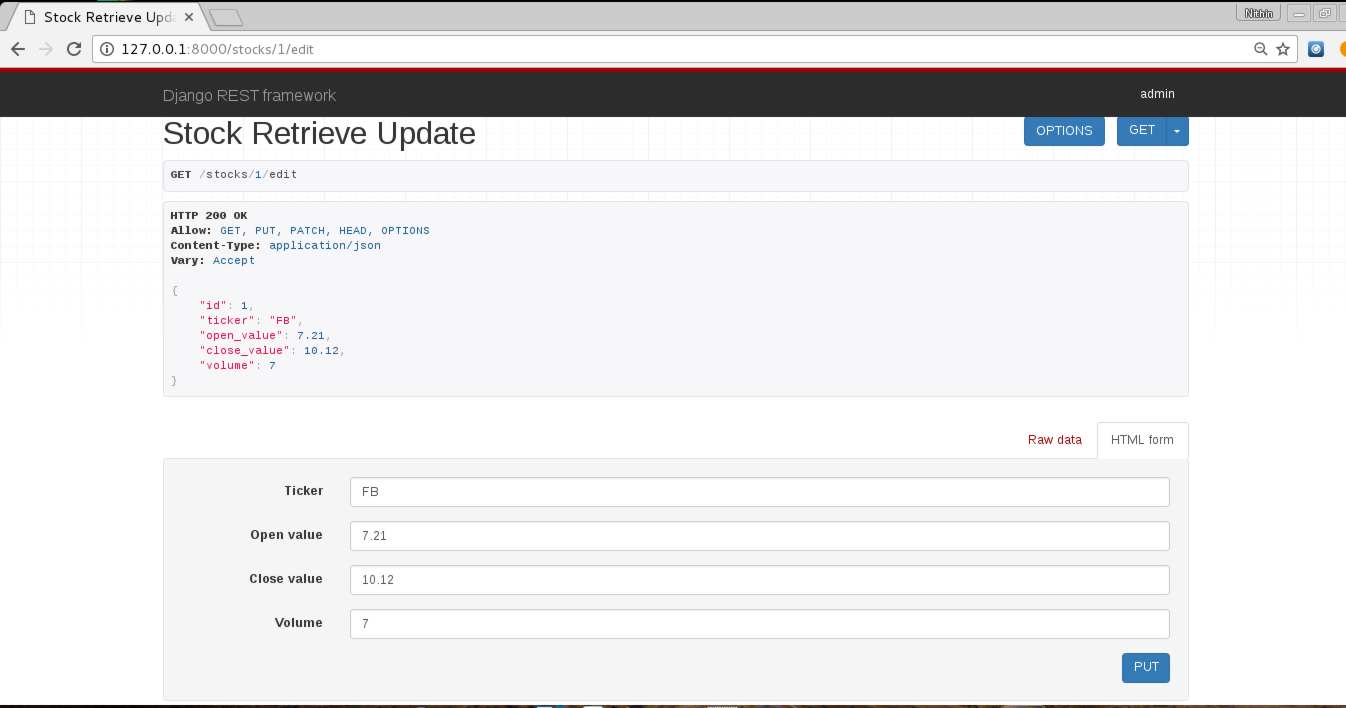 Stock Retrieve Upda
Nithin
127.0.0.1:8000/stocks/1/edit
Django REST framework
admin
Stock Retrieve Update
OPTIONS
GET
GET /stocks/1/edit
HTTP 200 OK
Allow: GET, PUT, PATCH, HEAD, OPTIONS
Content-Type: application/json
Vary: Accept
{
"id": 1,
"ticker": "FB",
"open_value": 7.21,
"close_value": 10.12,
"volume": 7
}
Raw data
HTML form
Ticker
FB
Open value
7.21
Close value
10.12
Volume
7
PUT